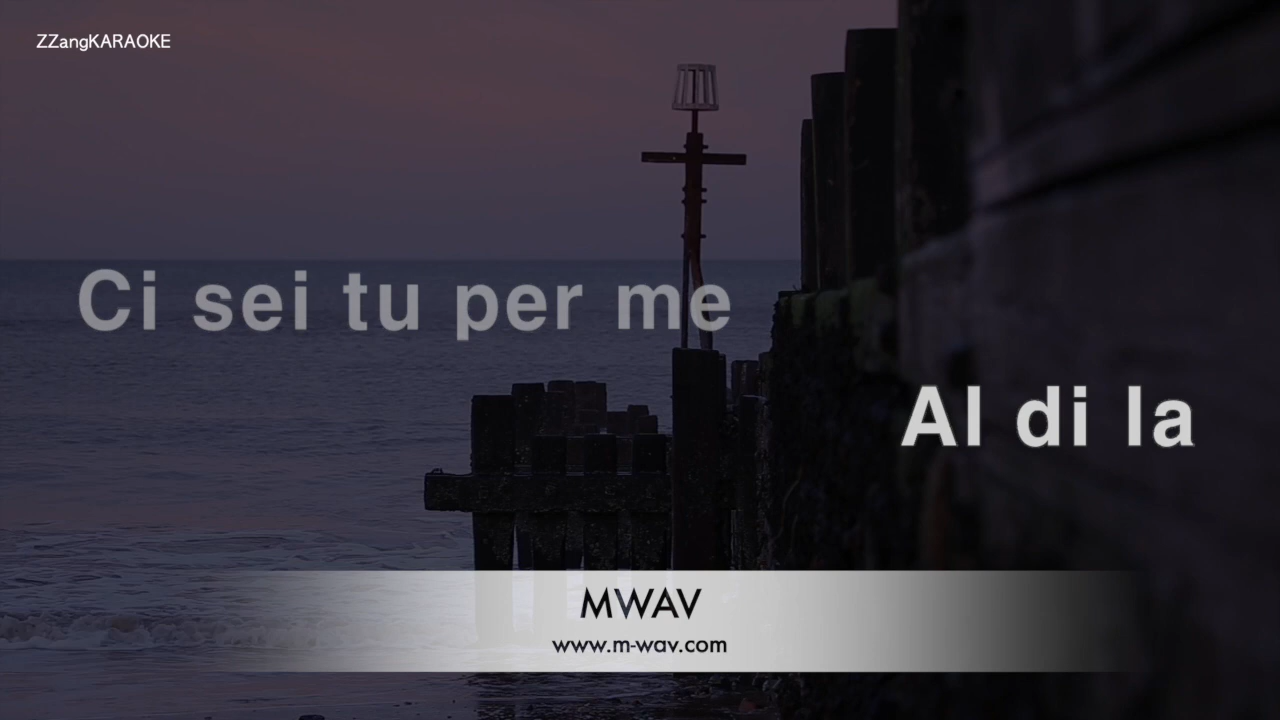 ZZangKARAOKE
Ci sei tu per me
Al di la
MWAV
www.m-wav.com